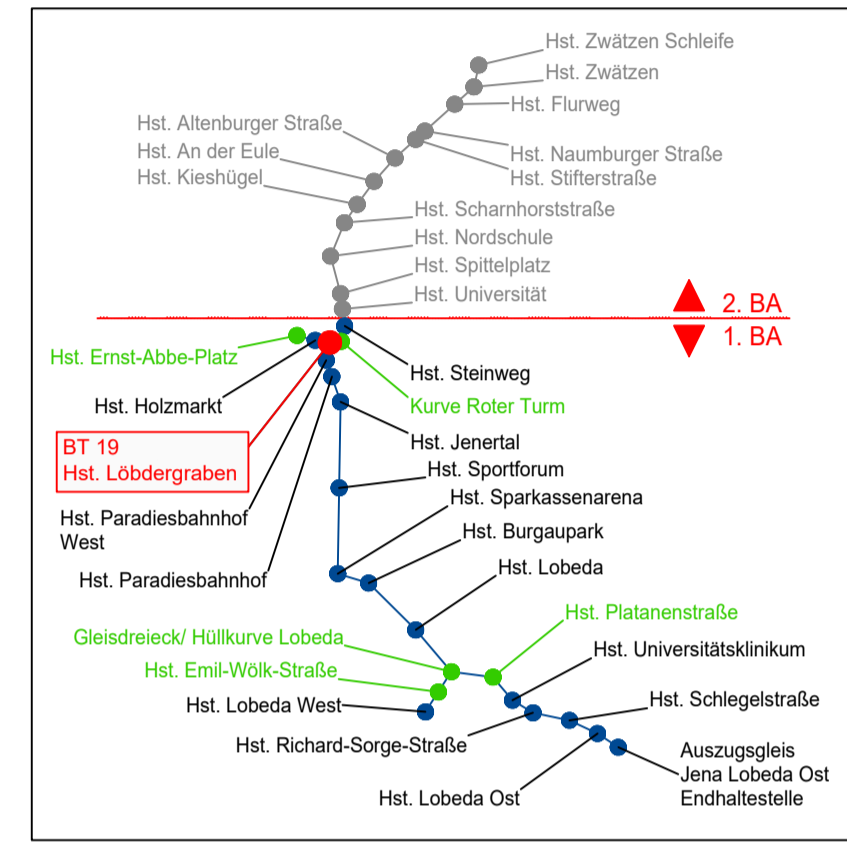 Hst. Zwätzen Schleife
Hst. Zwätzen
Hst. Flurweg
Hst. Altenburger Straße
Hst. An der Eule
Hst. Kieshügel
Hst. Naumburger Straße
Hst. Stifterstraße
Hst. Scharnhorststraße
Hst. Nordschule
Hst. Spittelplatz
Hst. Universität
2. BA
1. BA
Hst. Ernst-Abbe-Platz
Hst. Steinweg
Hst. Holzmarkt
Kurve Roter Turm
BT 19
Hst. Löbdergraben
Hst. Jenertal
Hst. Sportforum
Hst. Sparkassenarena
Hst. Paradiesbahnhof
West
Hst. Burgaupark
Hst. Paradiesbahnhof
Hst. Lobeda
Hst. Platanenstraße
Gleisdreieck/ Hüllkurve Lobeda
Hst. Universitätsklinikum
Hst. Emil-Wölk-Straße
Hst. Lobeda West
Hst. Schlegelstraße
Hst. Richard-Sorge-Straße
Auszugsgleis
Jena Lobeda Ost
Endhaltestelle
Hst. Lobeda Ost